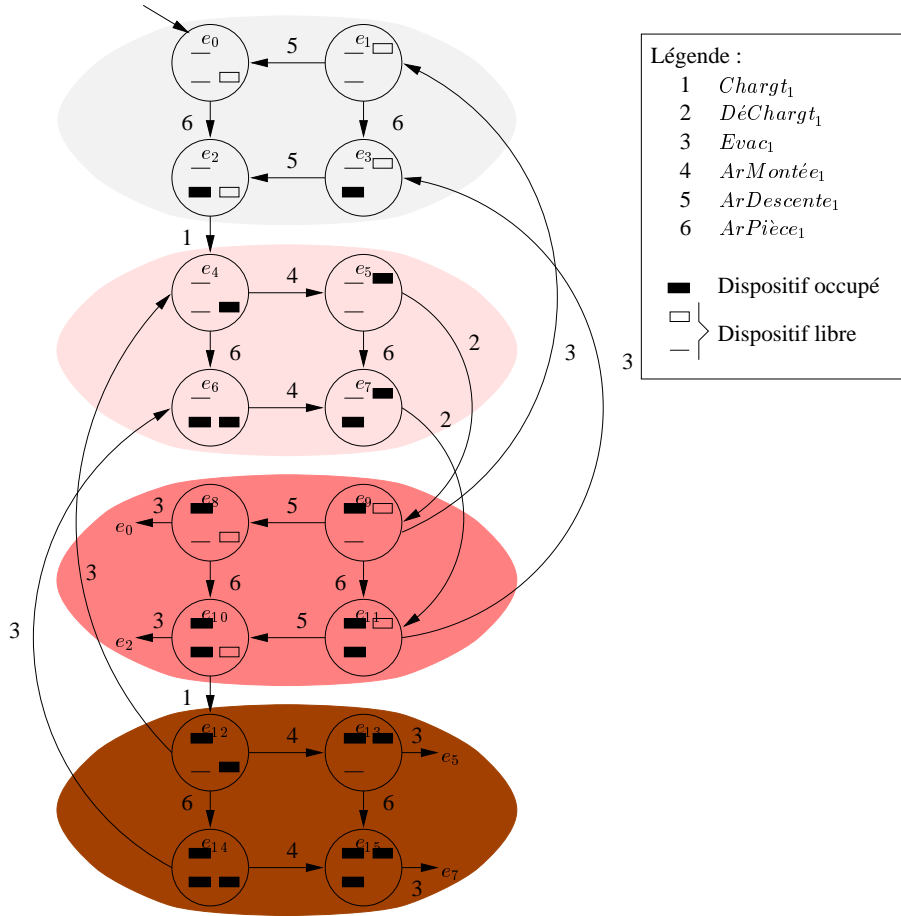 e0
5
e1
6
6
e2
5
e3
1
e4
4
e5
2
6
6
3
3
e6
4
e7
2
e8
3
5
e9
e0
6
6
3
e10
3
5
e11
3
e2
1
e12
4
e13
3
e5
6
6
e14
4
e15
3
e7
Légende :
1 Chargt1
2 DéChargt1
3 Evac1
4 ArMontée1
5 ArDescente1
6 ArPièce1
Dispositif occupé
Dispositif libre